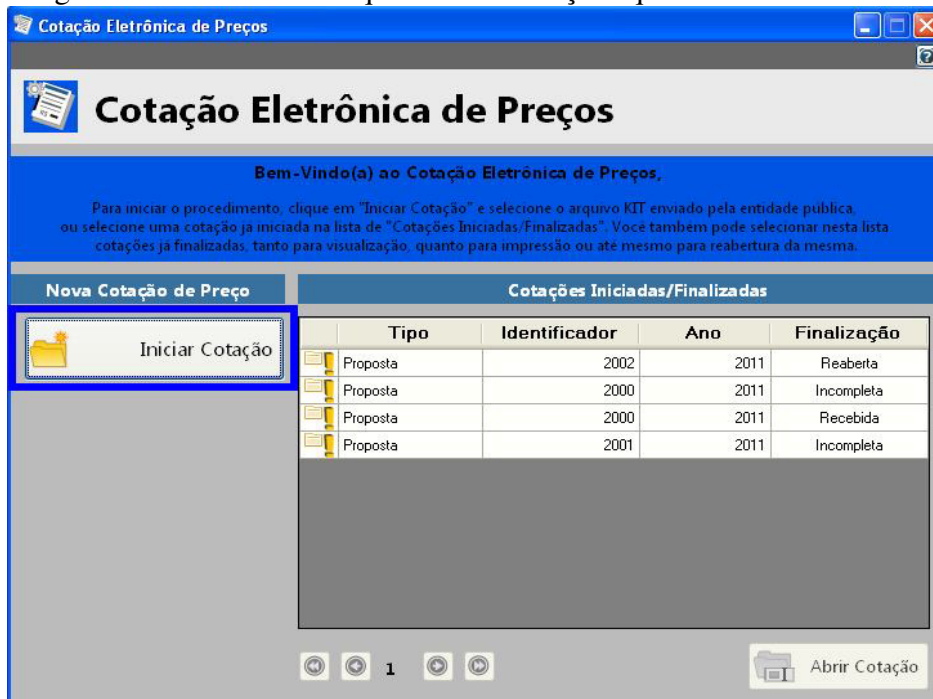 Cotação Eletrônica de Preços
Cotação Eletrônica de Preços
Bem-Vindo(a) ao Cotação Eletrônica de Preços,
Para iniciar o procedimento, clique em "Iniciar Cotação" e selecione o arquivo KIT enviado pela entidade pública,
ou selecione uma cotação já iniciada na lista de "Cotações Iniciadas/Finalizadas". Você também pode selecionar nesta lista
cotações já finalizadas, tanto para visualização, quanto para impressão ou até mesmo para reabertura da mesma.
Nova Cotação de Preço
Cotações Iniciadas/Finalizadas
Iniciar Cotação
Tipo Identificador Ano Finalização
Proposta 2002 2011 Reaberta
Proposta 2000 2011 Incompleta
Proposta 2000 2011 Recebida
Proposta 2001 2011 Incompleta
1
Abrir Cotação